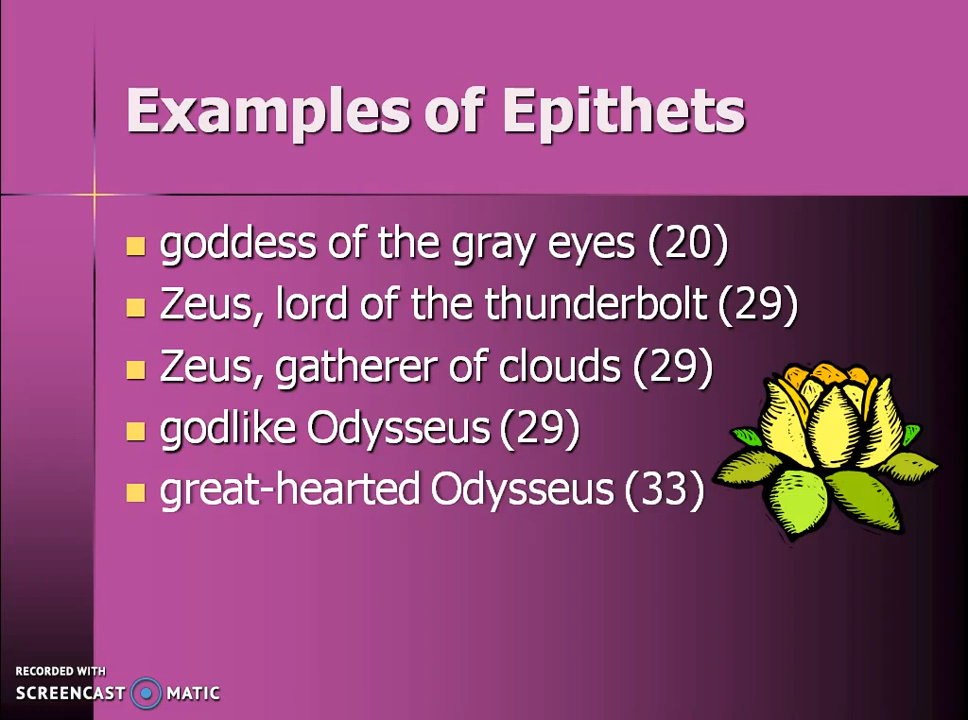 Examples of Epithets
goddess of the gray eyes (20)
Zeus, lord of the thunderbolt (29)
Zeus, gatherer of clouds (29)
godlike Odysseus (29)
great-hearted Odysseus (33)
RECORDED WITH
SCREENCAST MATIC